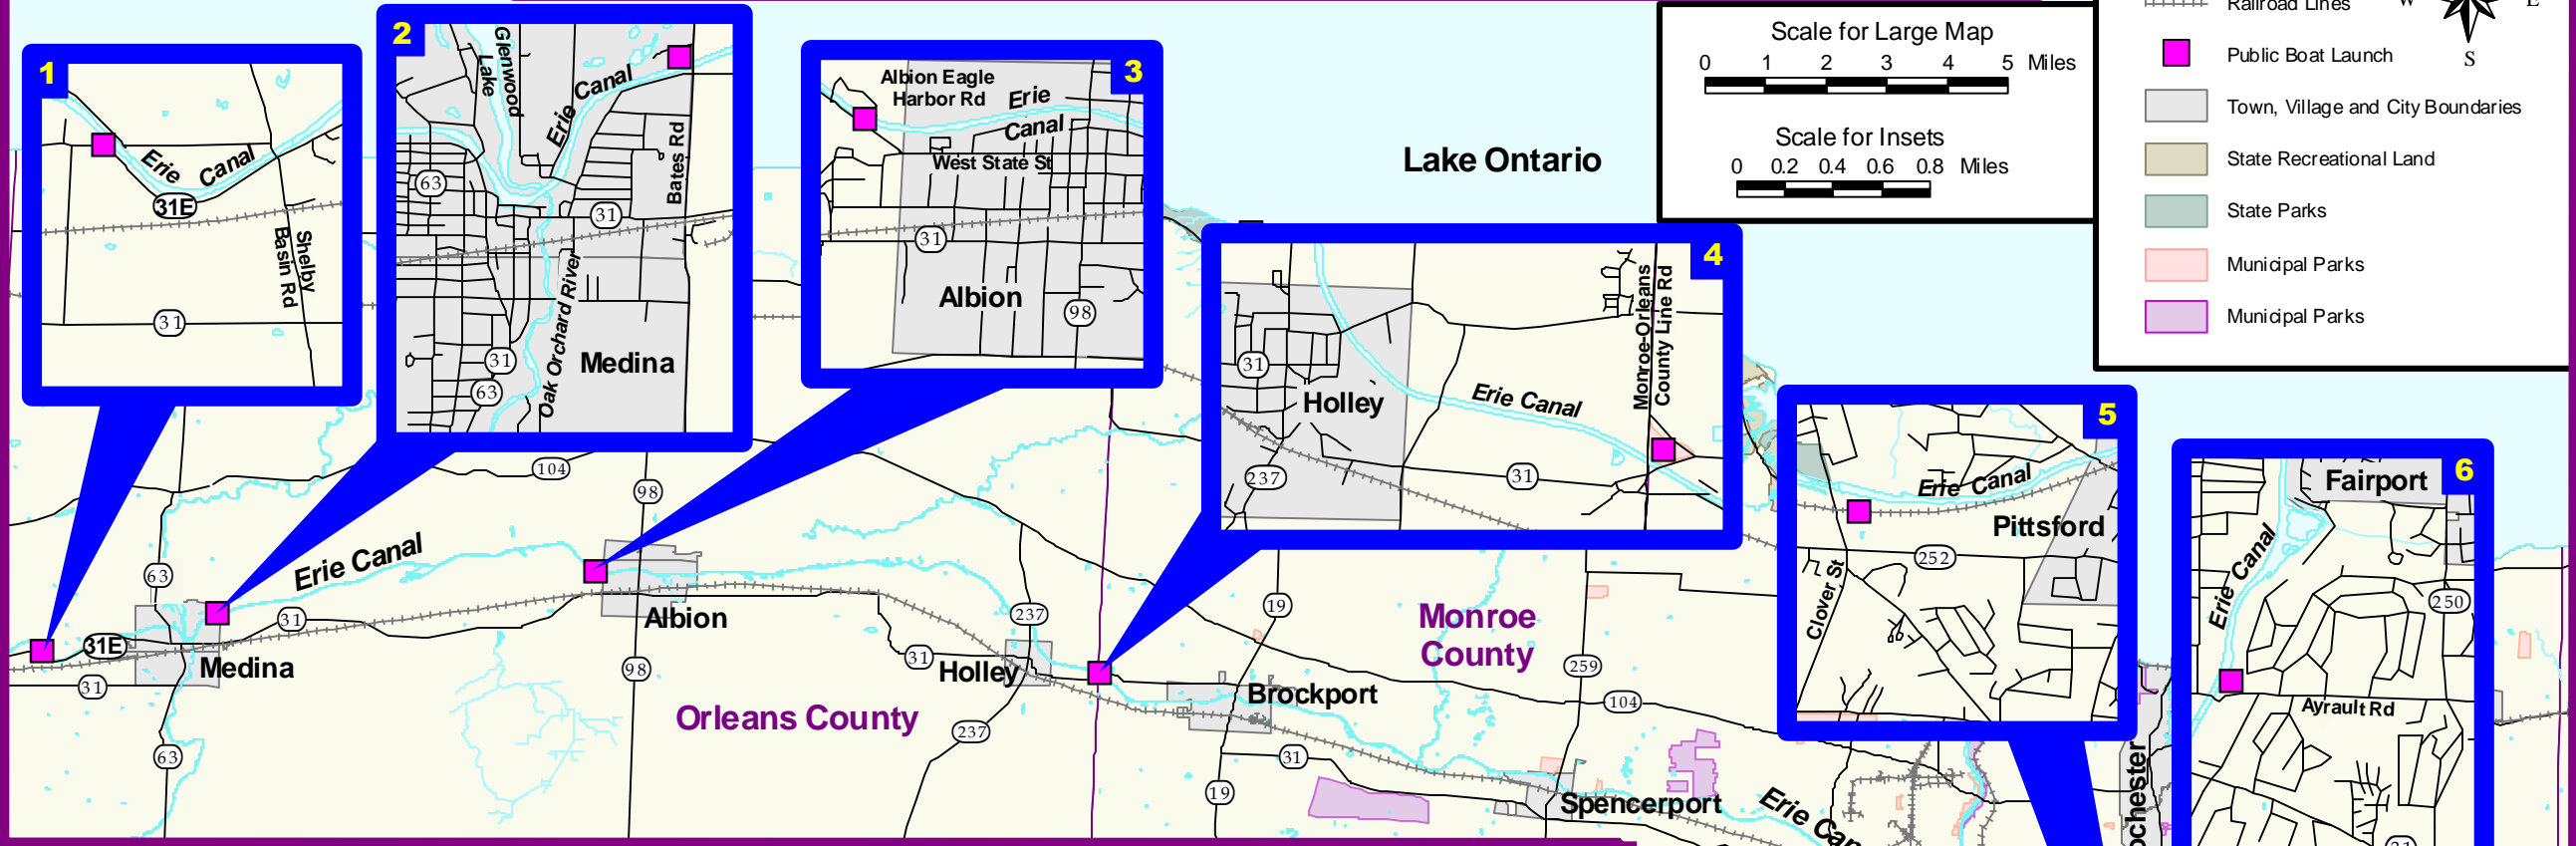 1
Erie Canal
31E
Shelby
Basin Rd
31
2
Glenwood
Lake
Erie Canal
Bates Rd
63
31
Oak Orchard River
31
63
Medina
3
Albion Eagle
Harbor Rd
Erie
Canal
West State St
31
Albion
98
Lake Ontario
Scale for Large Map
0 1 2 3 4 5 Miles
Scale for Insets
0 0.2 0.4 0.6 0.8 Miles
Railroad Lines
W E
S
Public Boat Launch
Town, Village and City Boundaries
State Recreational Land
State Parks
Municipal Parks
Municipal Parks
4
Monroe-Orleans
County Line Rd
31
Holley
Erie Canal
237
31
5
Erie Canal
Pittsford
252
Clover St
6
Fairport
Erie Canal
250
Ayrault Rd
104
98
Erie Canal
63
31
31E
Medina
31
63
Albion
98
31
237
Holley
237
Orleans County
19
Monroe
County
259
Brockport
104
31
19
Spencerport
Erie